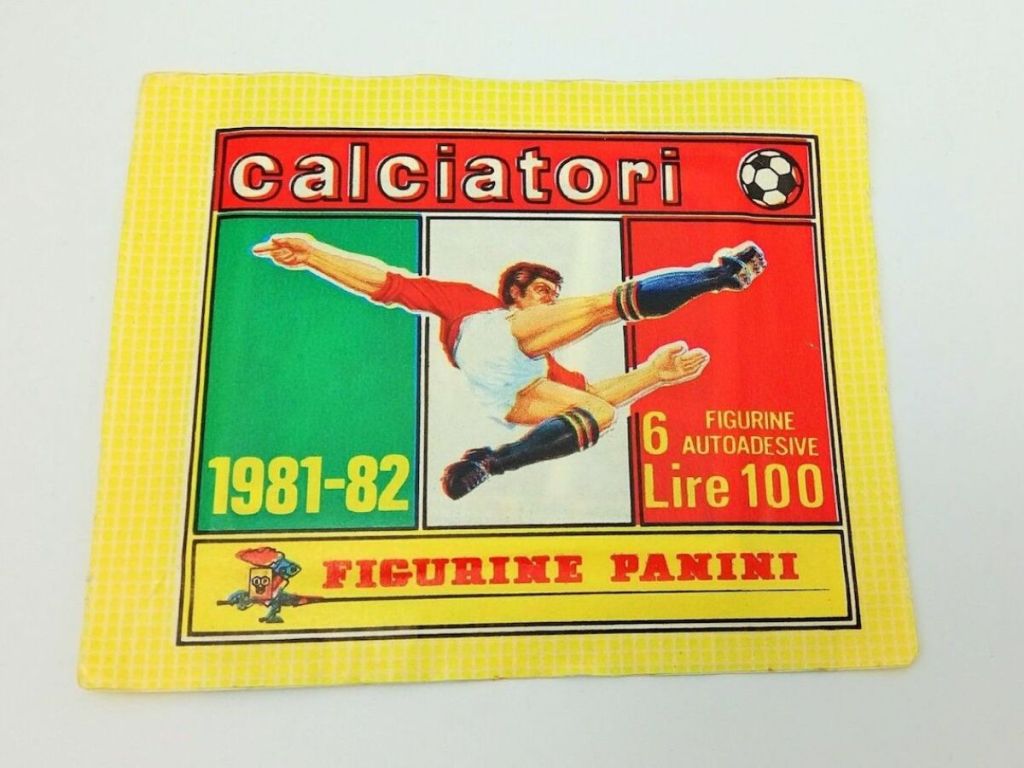 calciatori
1981-82
6 FIGURINE
AUTOADESIVE
Lire 100
FIGURINE PANINI